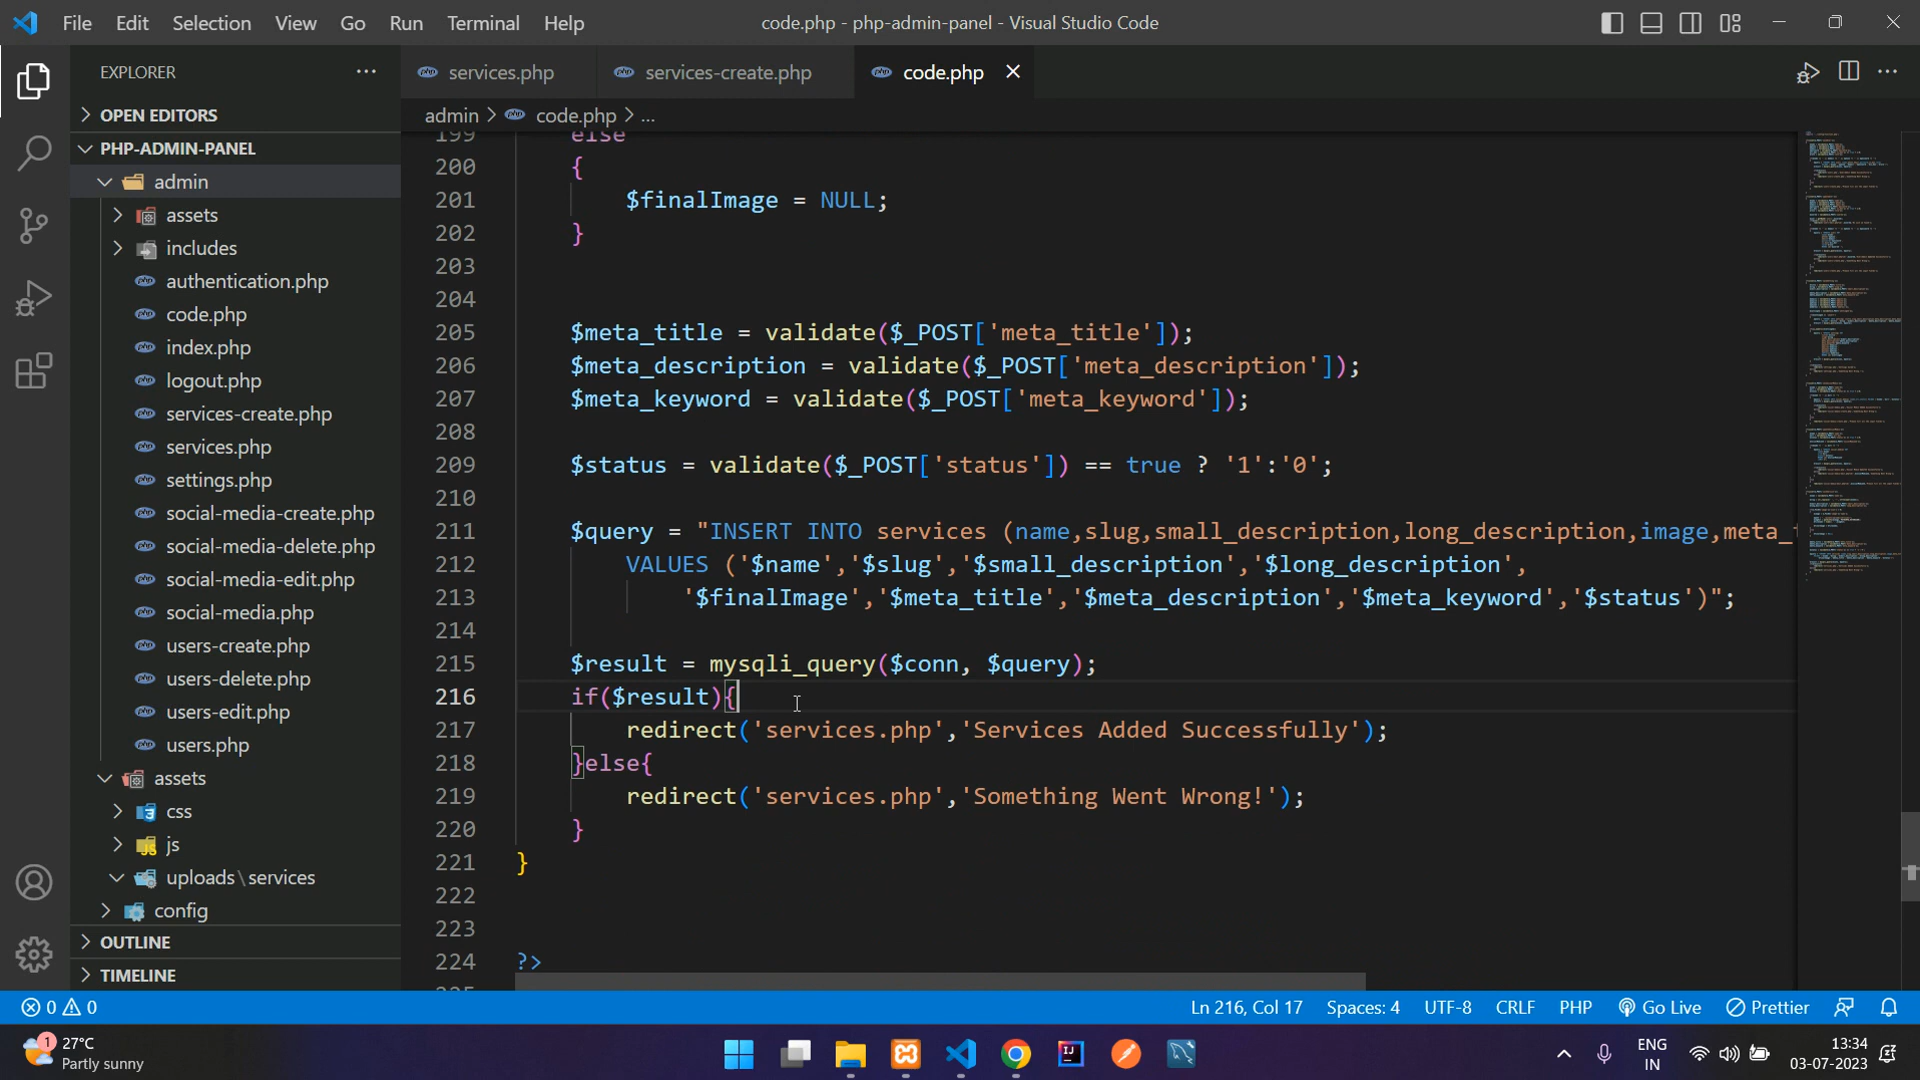 File Edit Selection View Go Run Terminal Help
code.php - php-admin-panel - Visual Studio Code
EXPLORER
OPEN EDITORS
PHP-ADMIN-PANEL
admin
assets
includes
authentication.php
code.php
index.php
logout.php
services-create.php
services.php
settings.php
social-media-create.php
social-media-delete.php
social-media-edit.php
social-media.php
users-create.php
users-delete.php
users-edit.php
users.php
assets
css
js
uploads\services
config
OUTLINE
TIMELINE
services.php services-create.php code.php
admin > code.php > ...
199 else
200 {
201 $finalImage = NULL;
202 }
203
204
205 $meta_title = validate($_POST['meta_title']);
206 $meta_description = validate($_POST['meta_description']);
207 $meta_keyword = validate($_POST['meta_keyword']);
208
209 $status = validate($_POST['status']) == true ? '1':'0';
210
211 $query = "INSERT INTO services (name,slug,small_description,long_description,image,meta_
212 VALUES ('$name','$slug','$small_description','$long_description',
213 '$finalImage','$meta_title','$meta_description','$meta_keyword','$status')";
214
215 $result = mysqli_query($conn, $query);
216 if($result){
217 redirect('services.php','Services Added Successfully');
218 }else{
219 redirect('services.php','Something Went Wrong!');
220 }
221 }
222
223
224 ?>
0 0 Ln 216, Col 17 Spaces: 4 UTF-8 CRLF PHP Go Live Prettier
1 27°C
Partly sunny
ENG
IN
13:34
03-07-2023